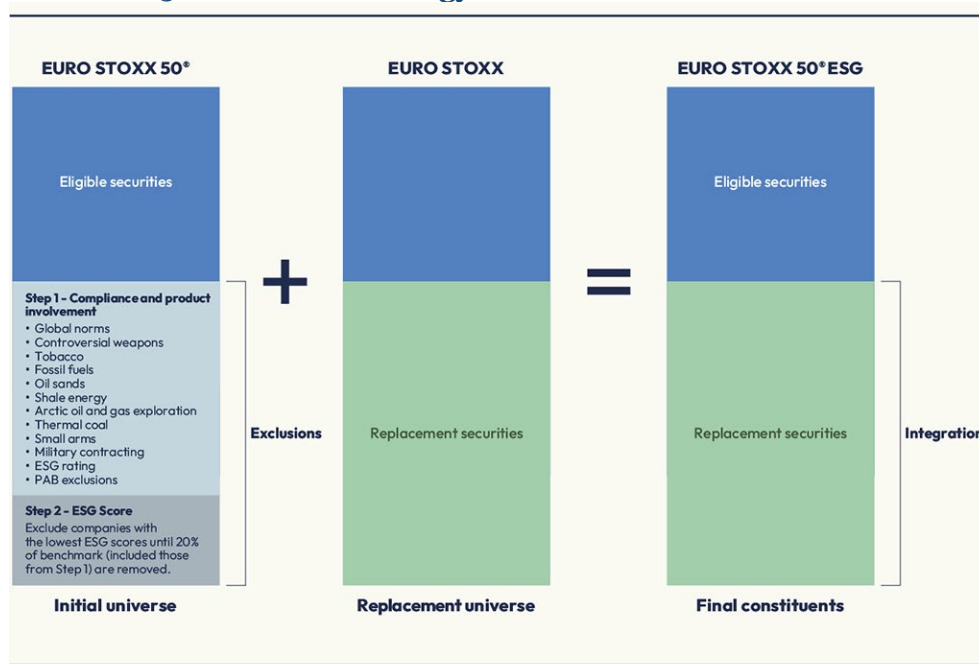 EURO STOXX 50®
EURO STOXX
EURO STOXX 50® ESG
Eligible securities
Eligible securities
Step 1 - Compliance and product
involvement
• Global norms
• Controversial weapons
• Tobacco
• Fossil fuels
• Oil sands
• Shale energy
• Arctic oil and gas exploration
• Thermal coal
• Small arms
• Military contracting
• ESG rating
• PAB exclusions
Step 2 - ESG Score
Exclude companies with
the lowest ESG scores until 20%
of benchmark (included those
from Step 1) are removed.
+
=
Exclusions
Replacement securities
Replacement securities
Integration
Initial universe
Replacement universe
Final constituents